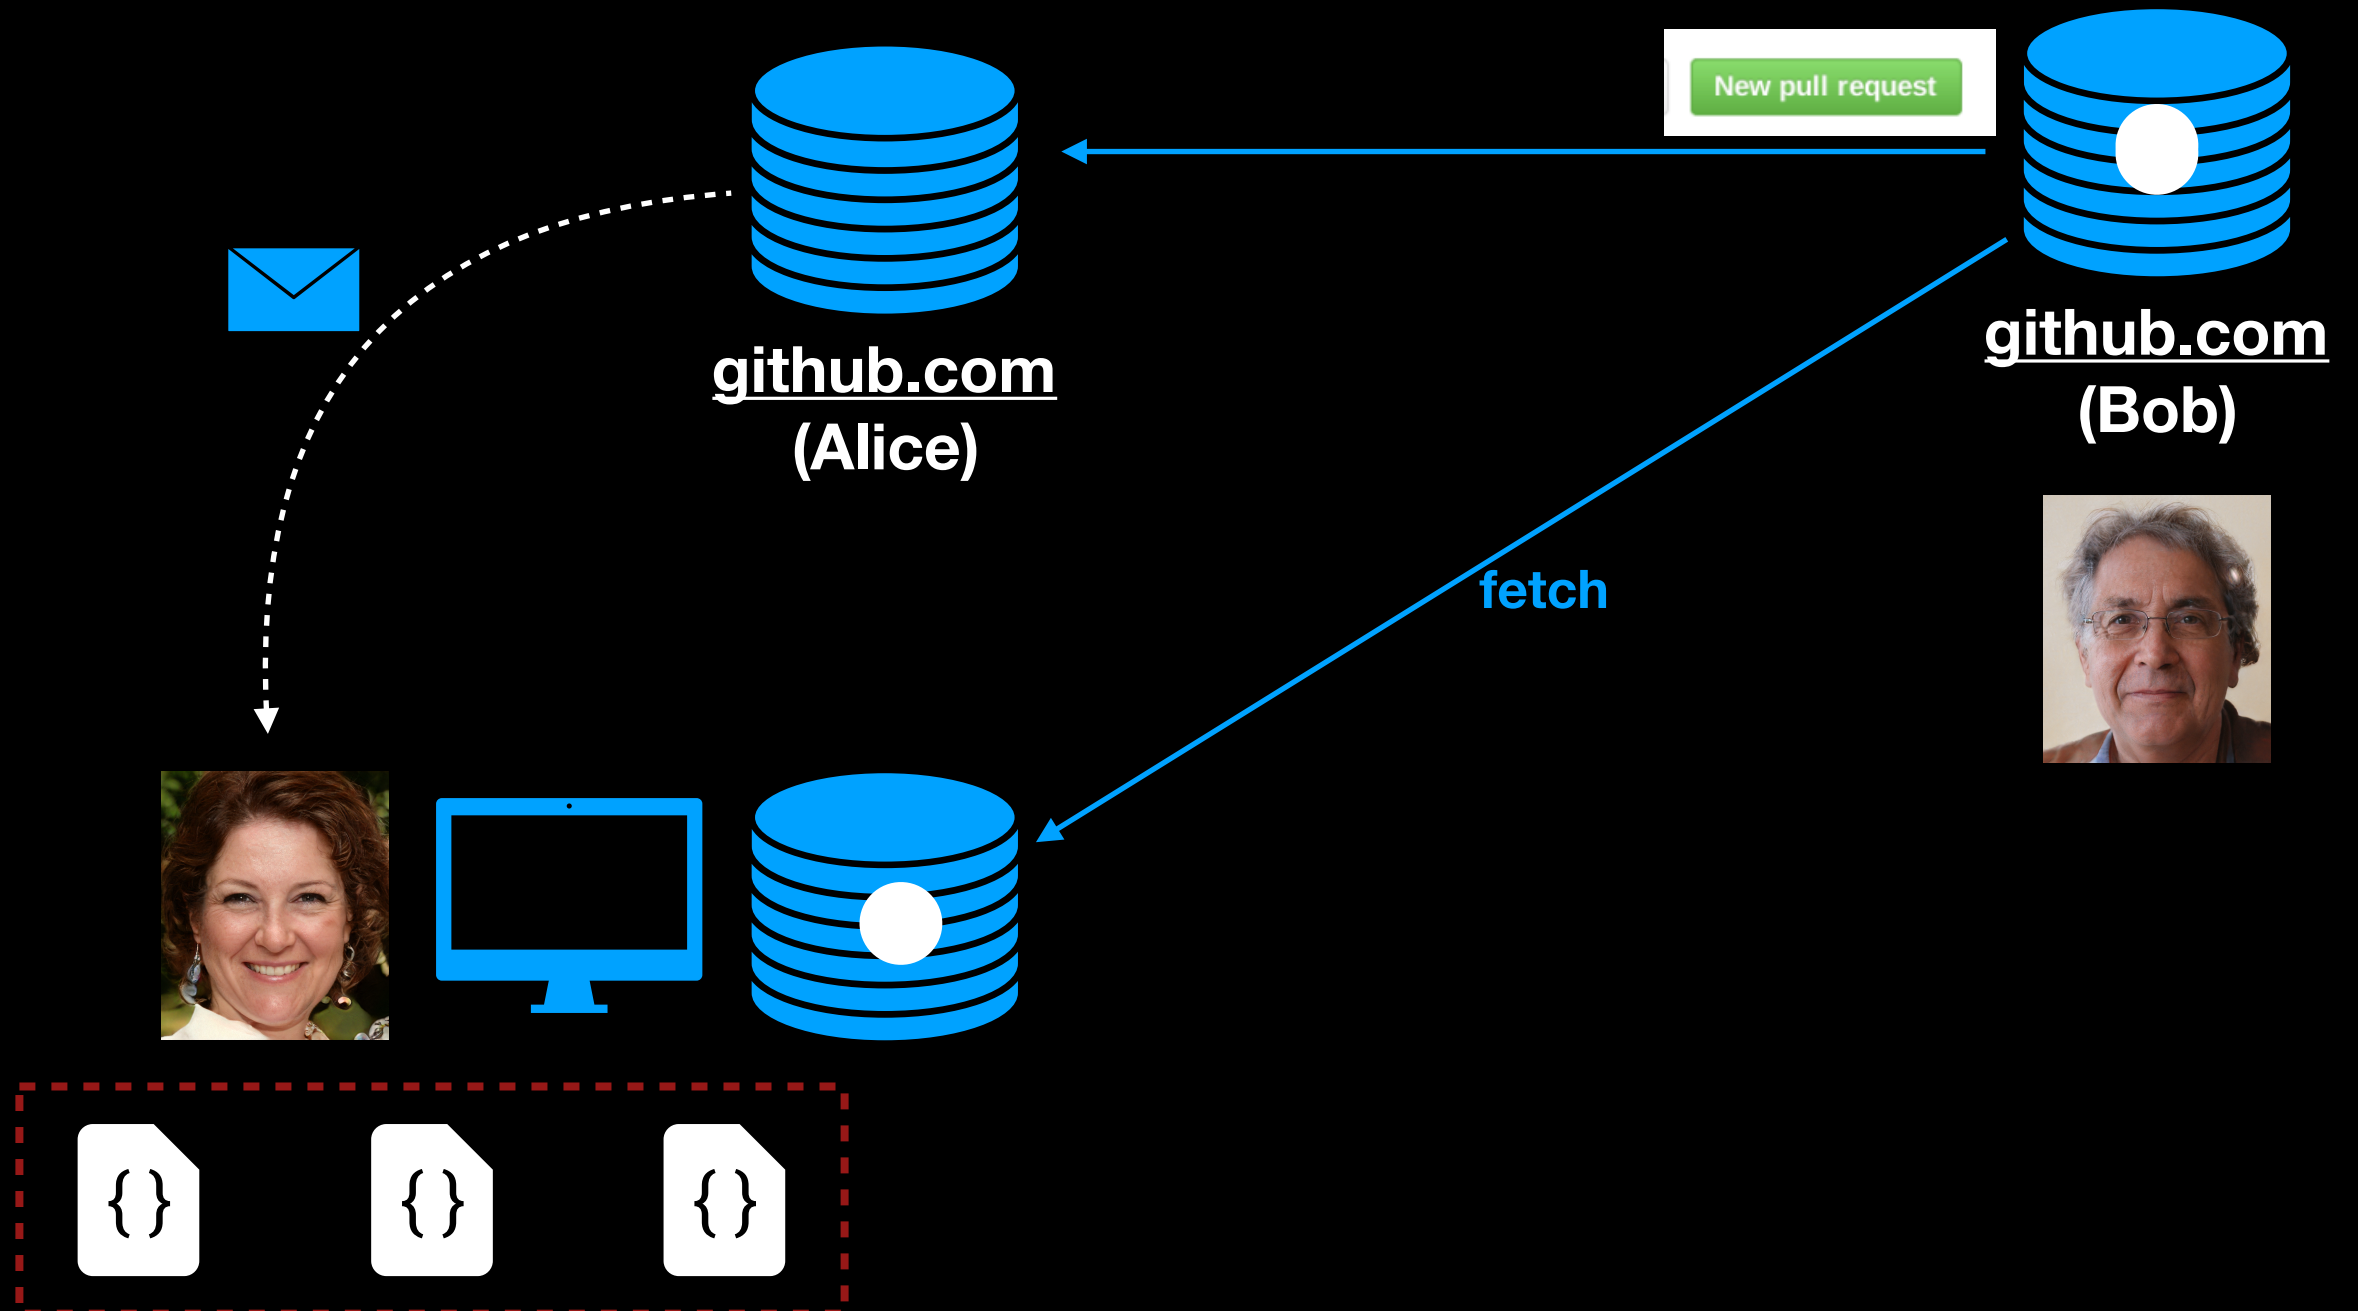 New pull request
github.com
(Alice)
github.com
(Bob)
fetch
{}
{}
{}